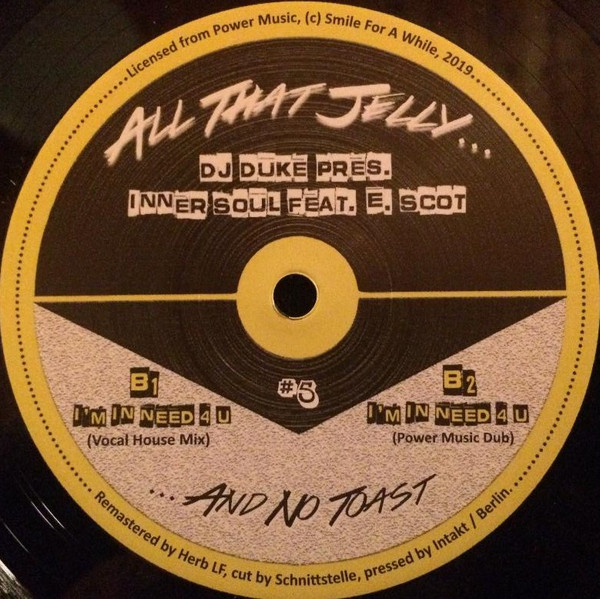 Licensed from Power Music, (c) Smile For A While, 2019
ALL THAT JELLY...
DJ DUKE PRES.
INNER SOUL FEAT. E. SCOT
B1
I'M IN NEED 4 U
(Vocal House Mix)
#5
B2
I'M IN NEED 4 U
(Power Music Dub)
...AND NO TOAST
Remastered by Herb LF, cut by Schnittstelle, pressed by Intakt / Berlin.